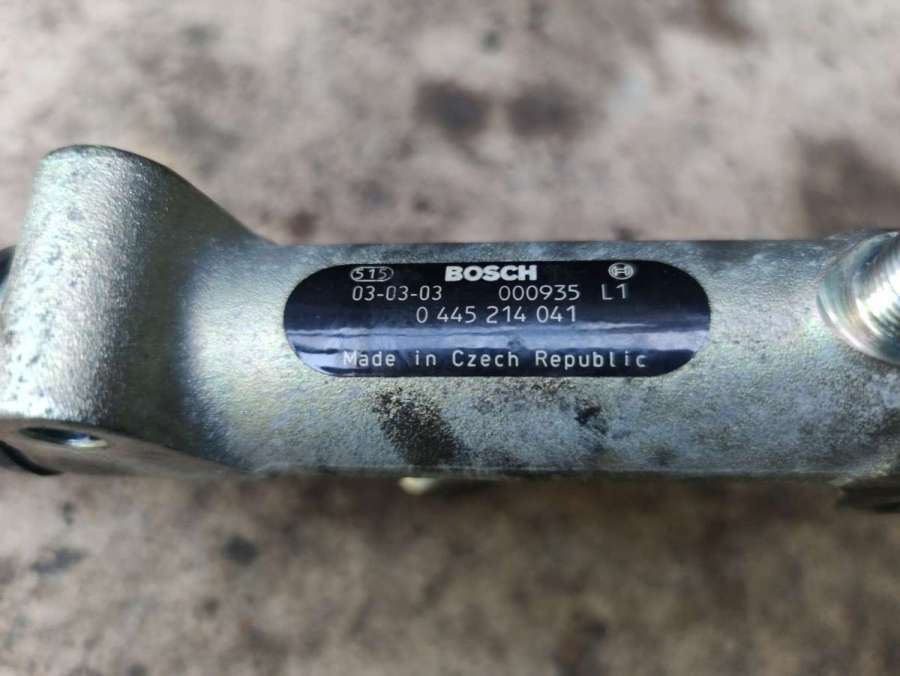 515 BOSCH
03-03-03 000935 L1
0 445 214 041
Made in Czech Republic